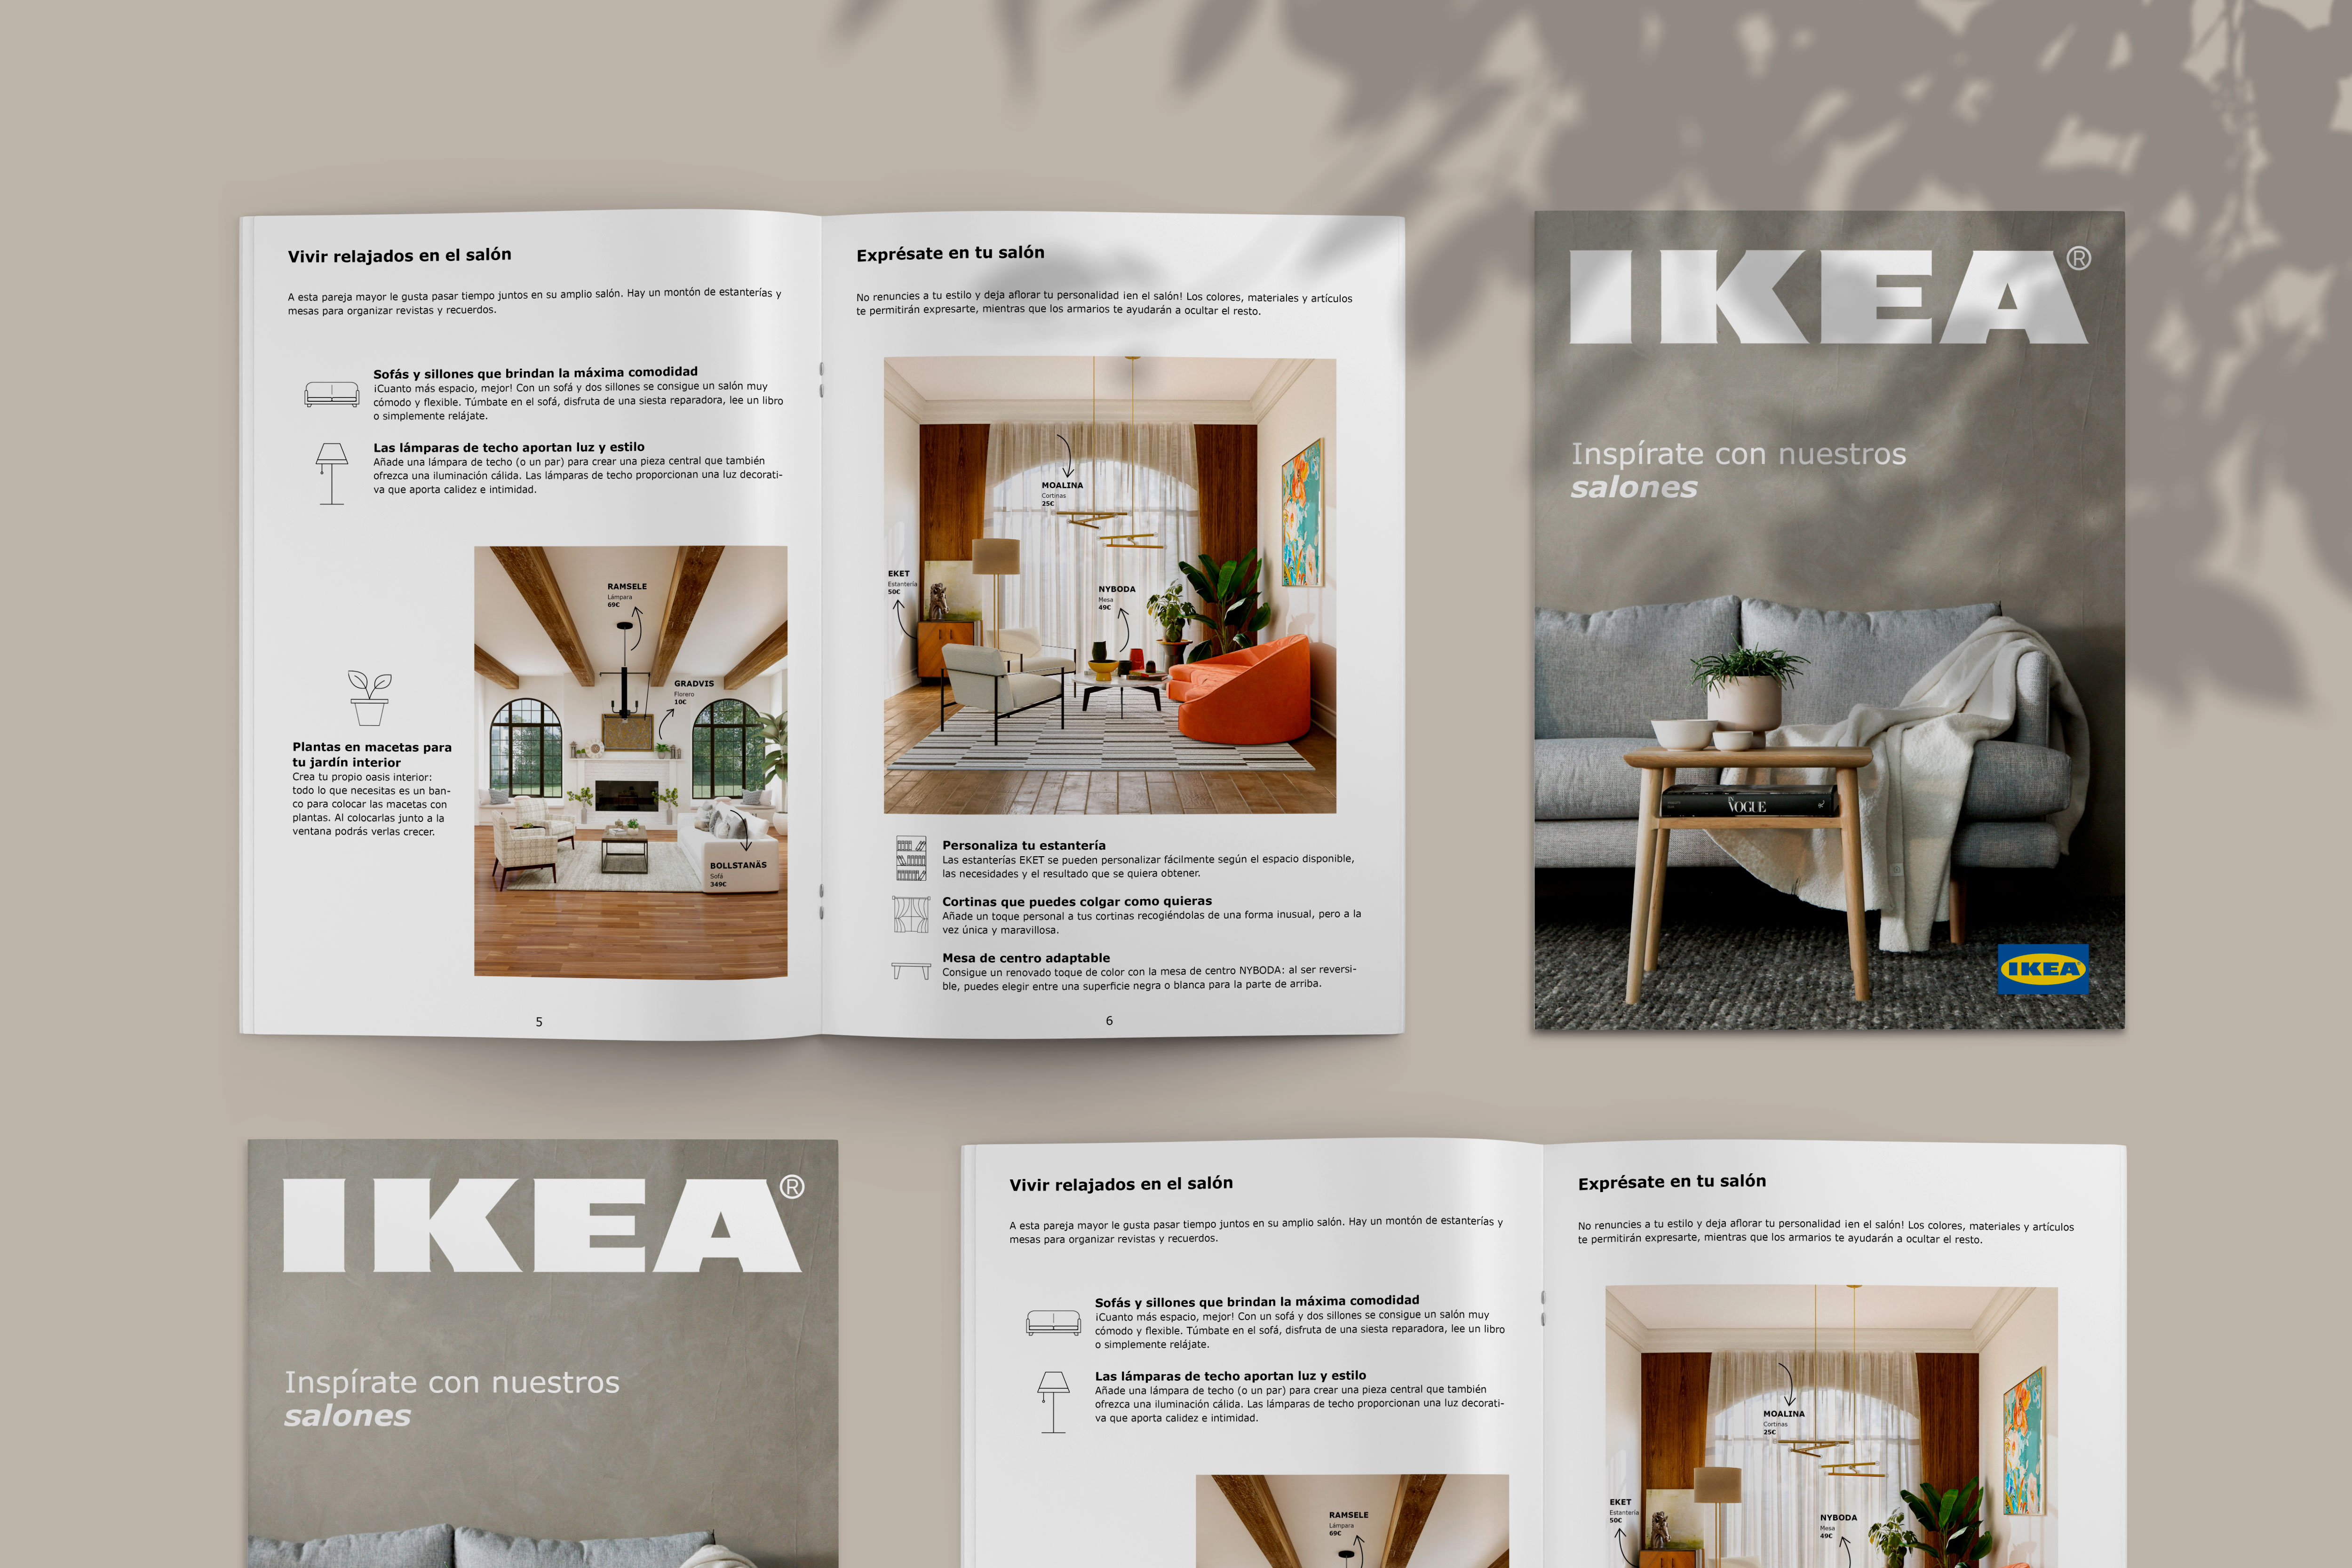 Vivir relajados en el salón
A esta pareja mayor le gusta pasar tiempo juntos en su amplio salón. Hay un montón de estanterías y
mesas para organizar revistas y recuerdos.
Sofás y sillones que brindan la máxima comodidad
¡Cuanto más espacio, mejor! Con un sofá y dos sillones se consigue un salón muy
cómodo y flexible. Túmbate en el sofá, disfruta de una siesta reparadora, lee un libro
o simplemente relájate.
Las lámparas de techo aportan luz y estilo
Añade una lámpara de techo (o un par) para crear una pieza central que también
ofrezca una iluminación cálida. Las lámparas de techo proporcionan una luz decorati-
va que aporta calidez e intimidad.
RAMSELE
Lámpara
69€
GRADVIS
Florero
10€
BOLLSTANÄS
Sofá
349€
Plantas en macetas para
tu jardín interior
Crea tu propio oasis interior:
todo lo que necesitas es un ban-
co para colocar las macetas con
plantas. Al colocarlas junto a la
ventana podrás verlas crecer.
5
Exprésate en tu salón
No renuncies a tu estilo y deja aflorar tu personalidad ¡en el salón! Los colores, materiales y artículos
te permitirán expresarte, mientras que los armarios te ayudarán a ocultar el resto.
MOALINA
Cortinas
25€
EKET
Estantería
50€
NYBODA
Mesa
49€
Personaliza tu estantería
Las estanterías EKET se pueden personalizar fácilmente según el espacio disponible,
las necesidades y el resultado que se quiera obtener.
Cortinas que puedes colgar como quieras
Añade un toque personal a tus cortinas recogiéndolas de una forma inusual, pero a la
vez única y maravillosa.
Mesa de centro adaptable
Consigue un renovado toque de color con la mesa de centro NYBODA: al ser reversi-
ble, puedes elegir entre una superficie negra o blanca para la parte de arriba.
6
IKEA®
Inspírate con nuestros
salones
IN VOGUE
IKEA
IKEA®
Inspírate con nuestros
salones
Vivir relajados en el salón
A esta pareja mayor le gusta pasar tiempo juntos en su amplio salón. Hay un montón de estanterías y
mesas para organizar revistas y recuerdos.
Sofás y sillones que brindan la máxima comodidad
¡Cuanto más espacio, mejor! Con un sofá y dos sillones se consigue un salón muy
cómodo y flexible. Túmbate en el sofá, disfruta de una siesta reparadora, lee un libro
o simplemente relájate.
Las lámparas de techo aportan luz y estilo
Añade una lámpara de techo (o un par) para crear una pieza central que también
ofrezca una iluminación cálida. Las lámparas de techo proporcionan una luz decorati-
va que aporta calidez e intimidad.
RAMSELE
Lámpara
69€
Exprésate en tu salón
No renuncies a tu estilo y deja aflorar tu personalidad ¡en el salón! Los colores, materiales y artículos
te permitirán expresarte, mientras que los armarios te ayudarán a ocultar el resto.
MOALINA
Cortinas
25€
EKET
Estantería
50€
NYBODA
Mesa
49€